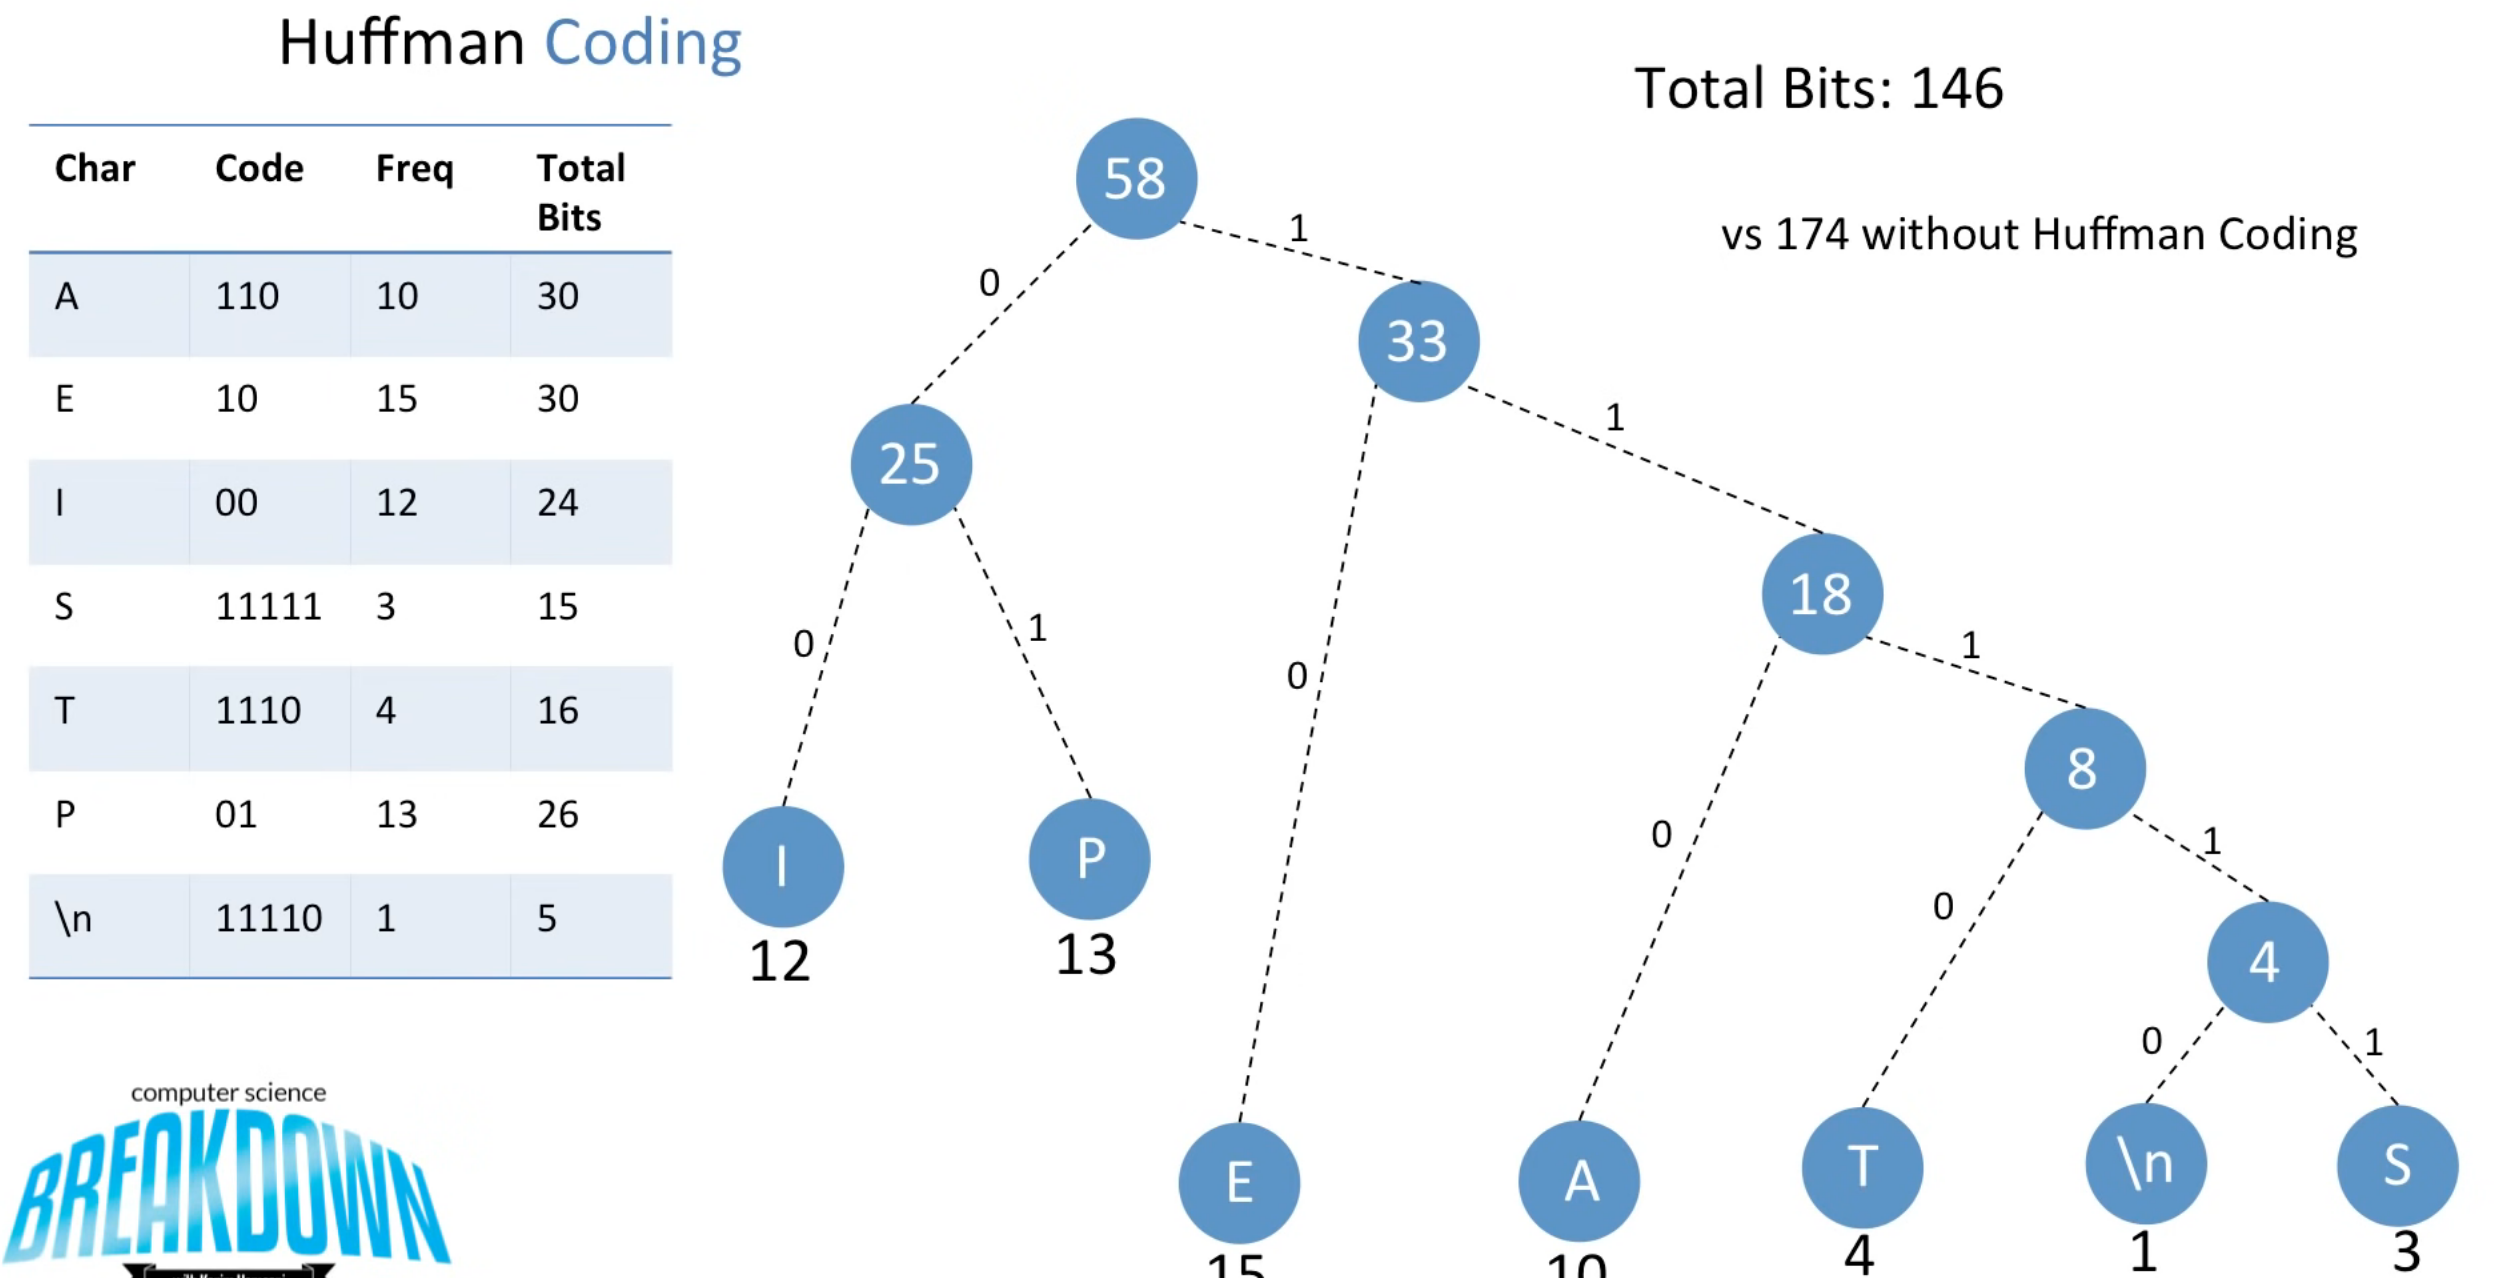 Huffman Coding
Total Bits: 146
vs 174 without Huffman Coding
Char Code Freq Total Bits
A 110 10 30
E 10 15 30
I 00 12 24
S 11111 3 15
T 1110 4 16
P 01 13 26
\n 11110 1 5
58
0
1
33
25
1
0
1
0
18
1
8
0
0
1
I
P
12
13
4
0
1
E
A
T
\n
S
15
10
4
1
3
computer science
BREAKDOWN